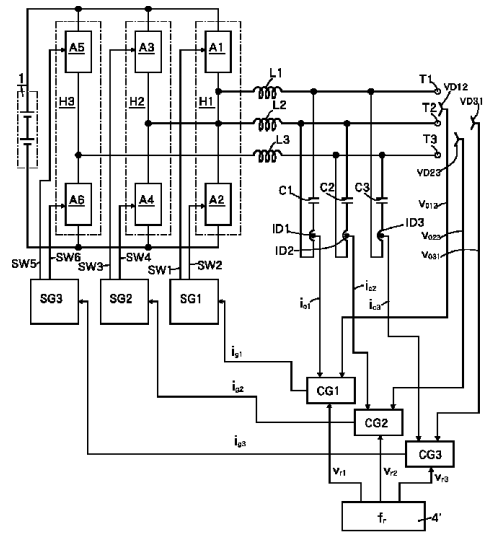 1
A5
A3
A1
H3
H2
H1
L1
L2
L3
T1
T2
T3
VD12
VD31
VD23
A6
A4
A2
C1
C2
C3
ID1
ID2
ID3
SW5
SW6
SW3
SW4
SW1
SW2
SG3
SG2
SG1
ic1
ic2
ic3
V012
V023
V031
ig1
ig2
ig3
CG1
CG2
CG3
Vr1
Vr2
Vr3
fr
4'